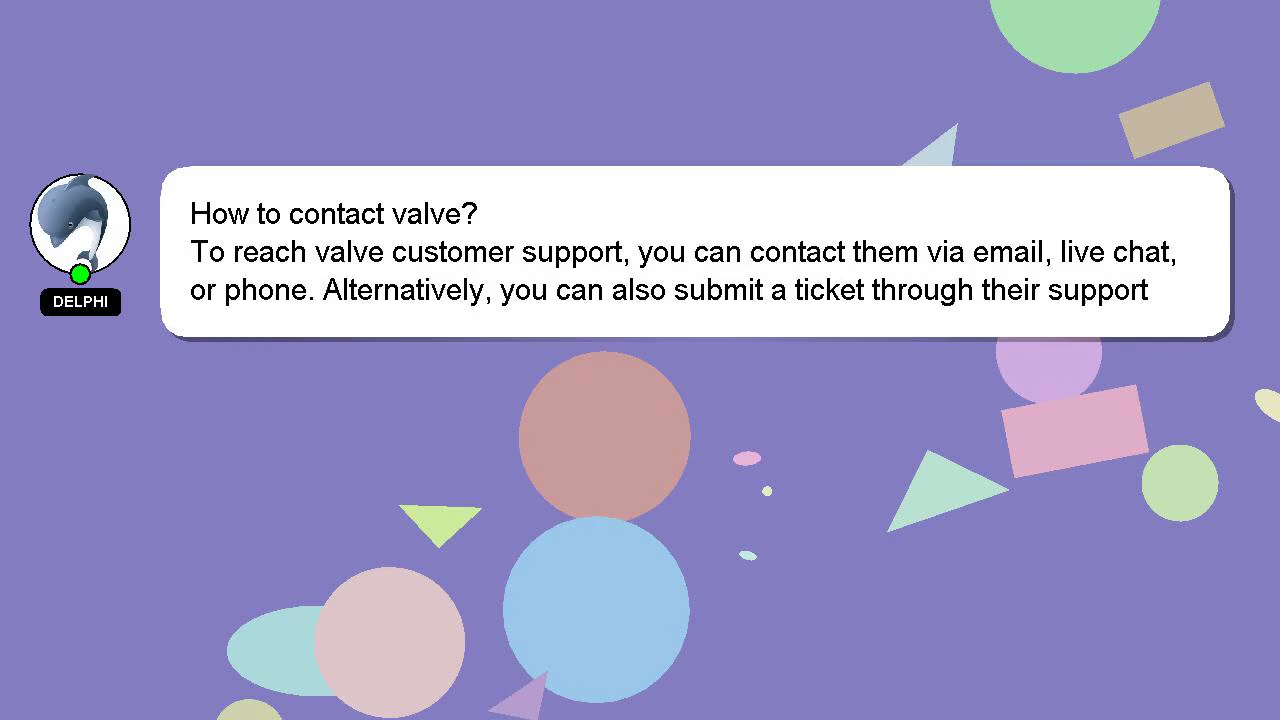 How to contact valve?
To reach valve customer support, you can contact them via email, live chat,
or phone. Alternatively, you can also submit a ticket through their support
DELPHI